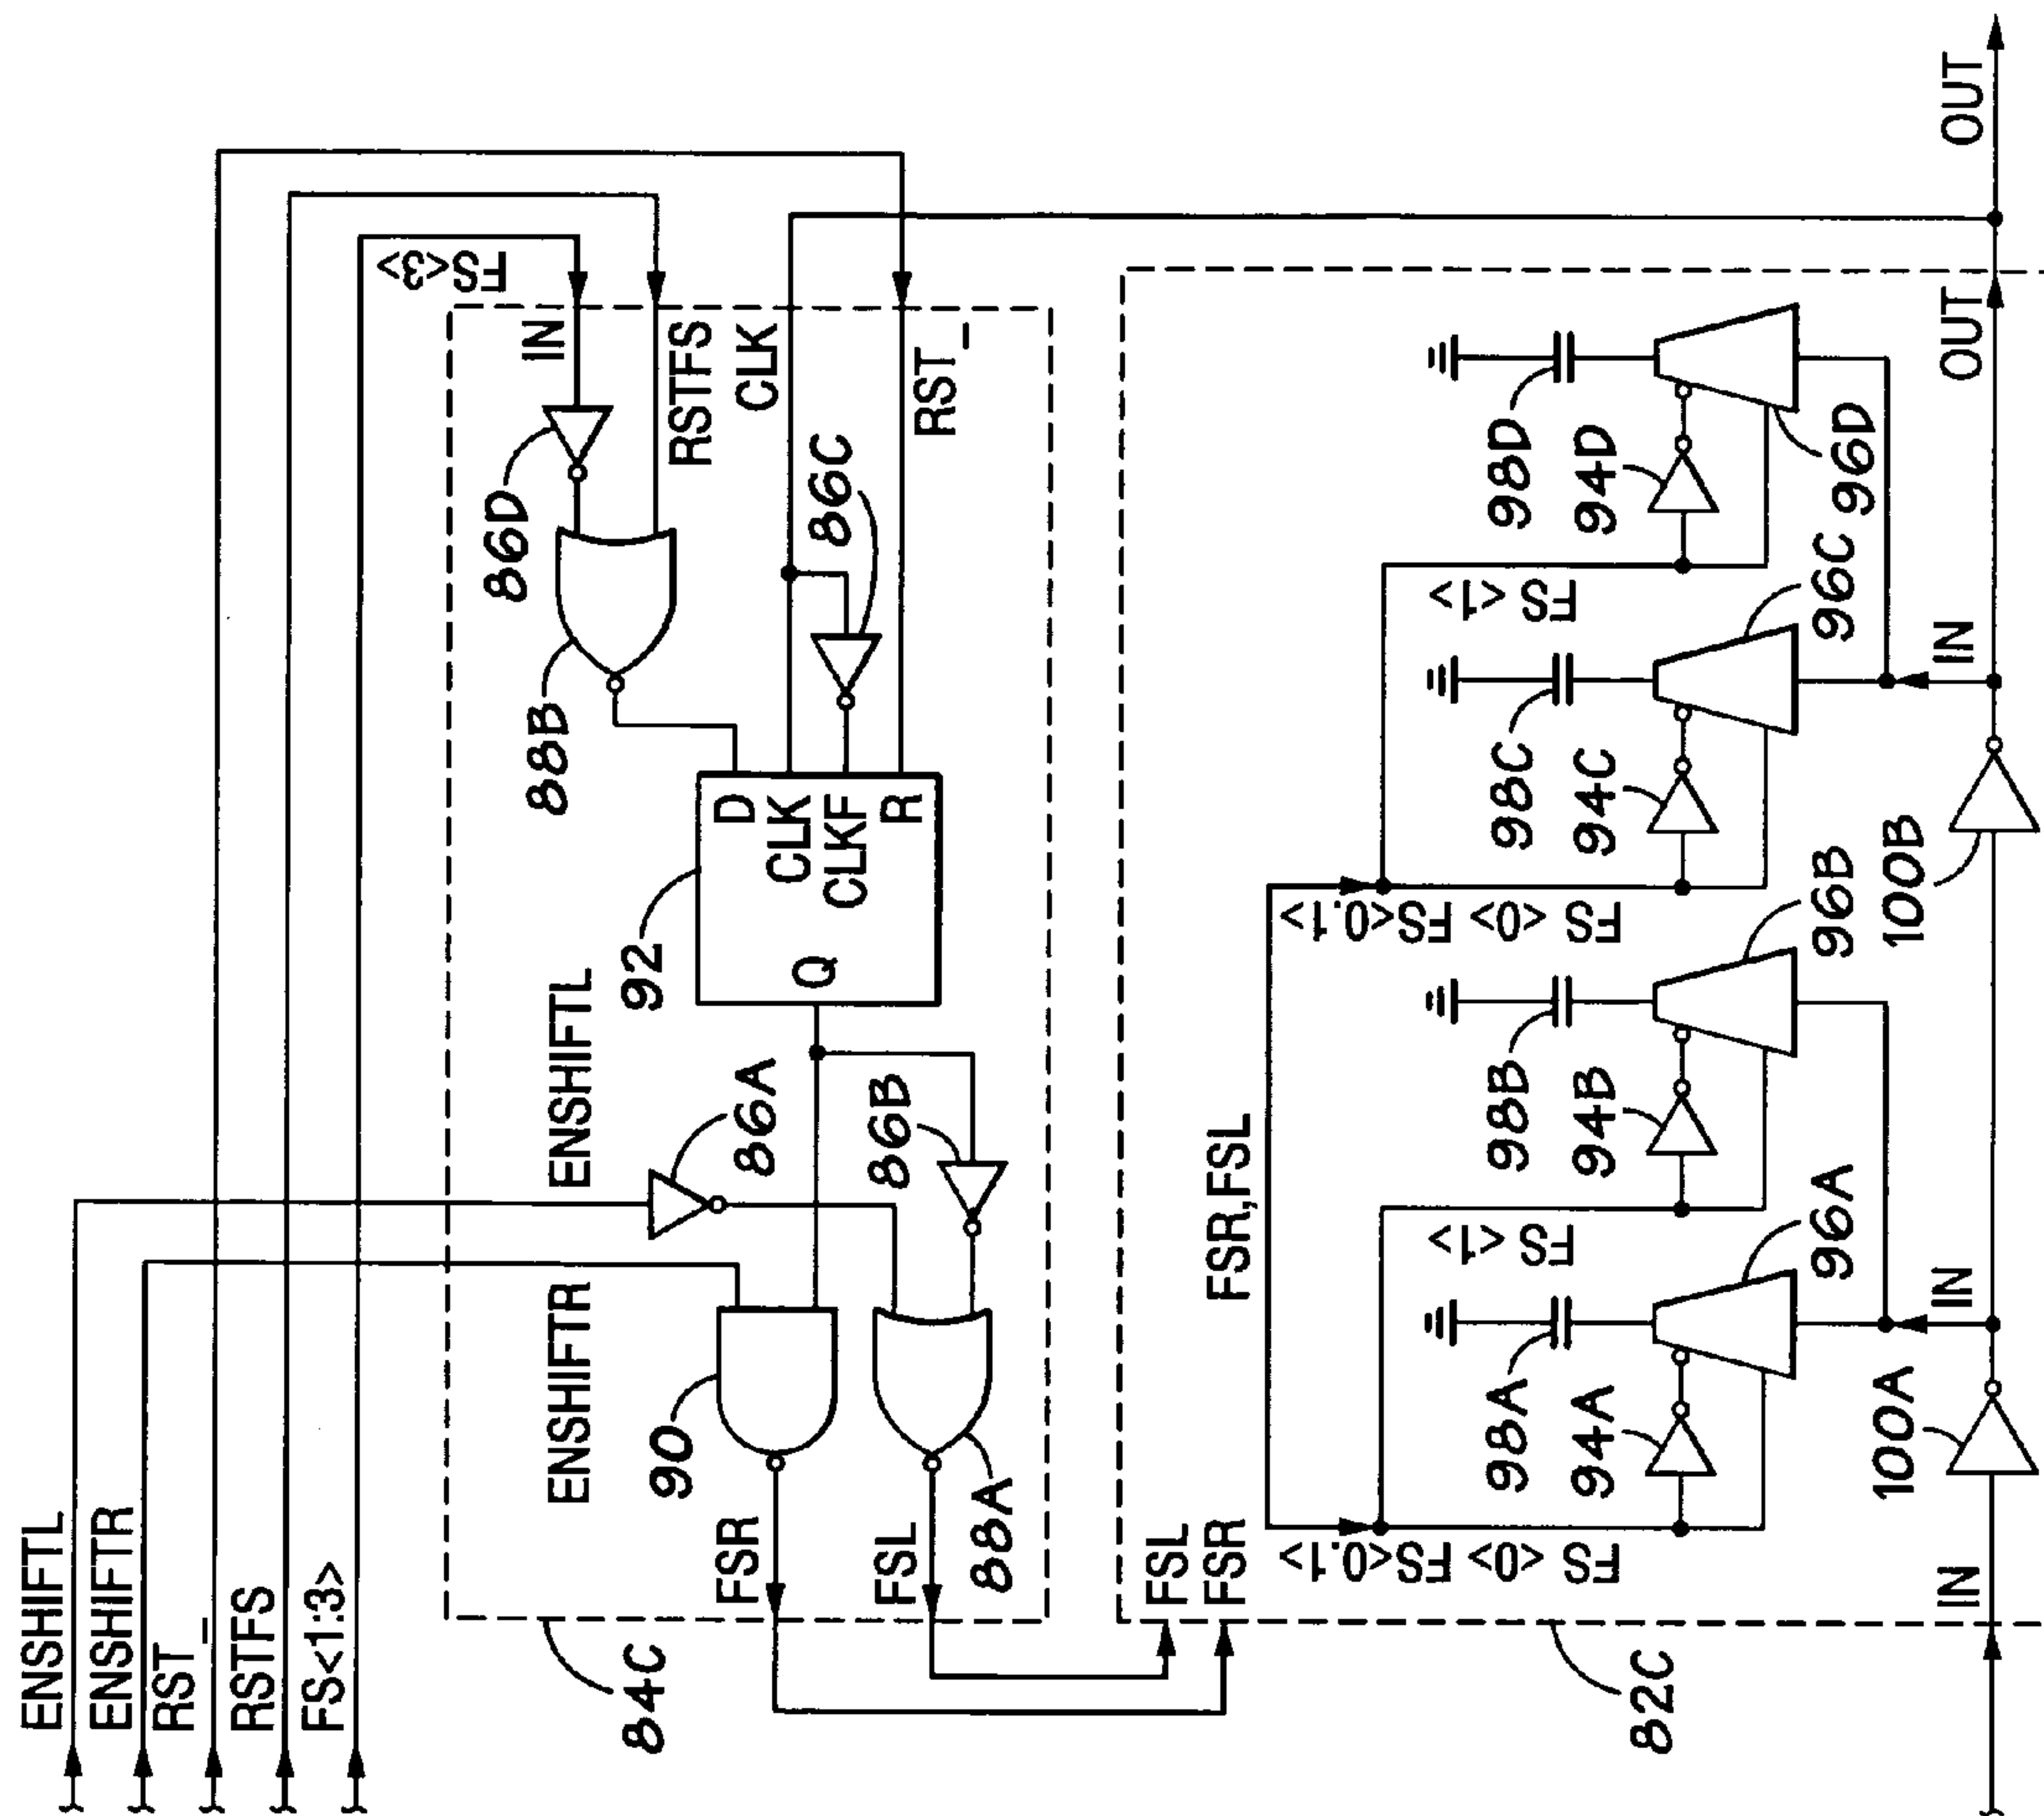 ENSHIFTL
ENSHIFTR
RST_
RSTFS
FS<1:3>
FS<3>
84C
ENSHIFTR
ENSHIFTL
IN
86D
88B
RSTFS
CLK
RST_
86C
92
D
CLK
CLKF
R
Q
86A
86B
90
88A
FSR
FSL
FSL
FSR
82C
FSR,FSL
FS<0.1>
FS <0>
FS <1>
98A
94A
96A
98B
94B
96B
FS<0.1>
FS <0>
FS <1>
98C
94C
96C
98D
94D
96D
IN
100A
IN
100B
IN
OUT
OUT